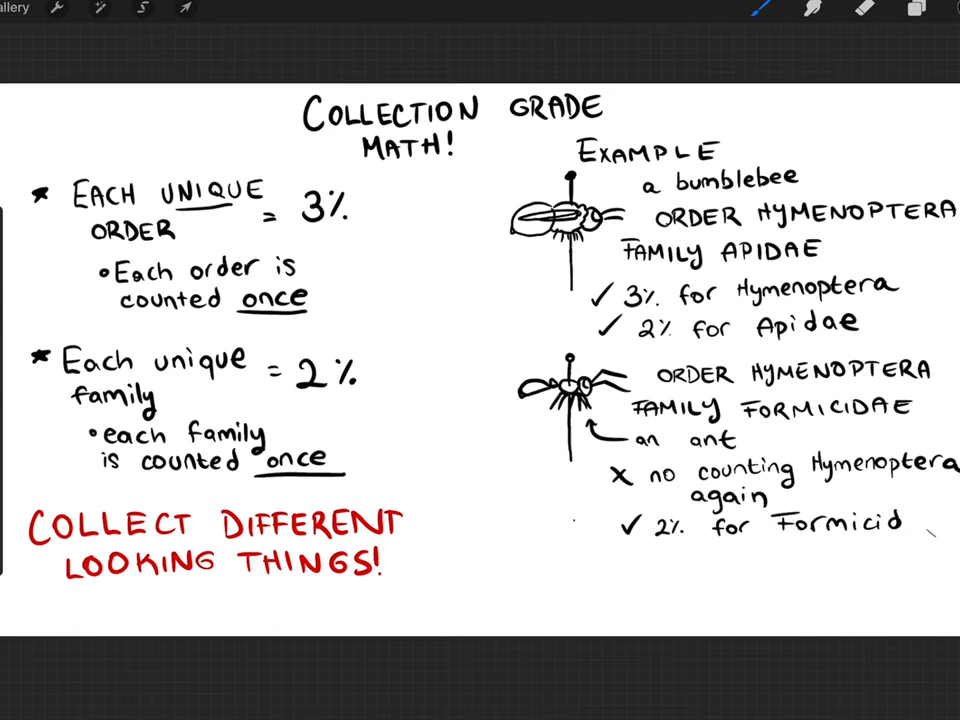 allery
COLLECTION GRADE
MATH!
* EACH UNIQUE
ORDER = 3%
• Each order is
counted once
* Each unique
family = 2%
• each family
is counted once
COLLECT DIFFERENT
LOOKING THINGS!
EXAMPLE
a bumblebee
ORDER HYMENOPTERA
FAMILY APIDAE
✓ 3% for Hymenoptera
✓ 2% for Apidae
ORDER HYMENOPTERA
FAMILY FORMICIDAE
an ant
x no counting Hymenoptera
again
✓ 2% for Formicid